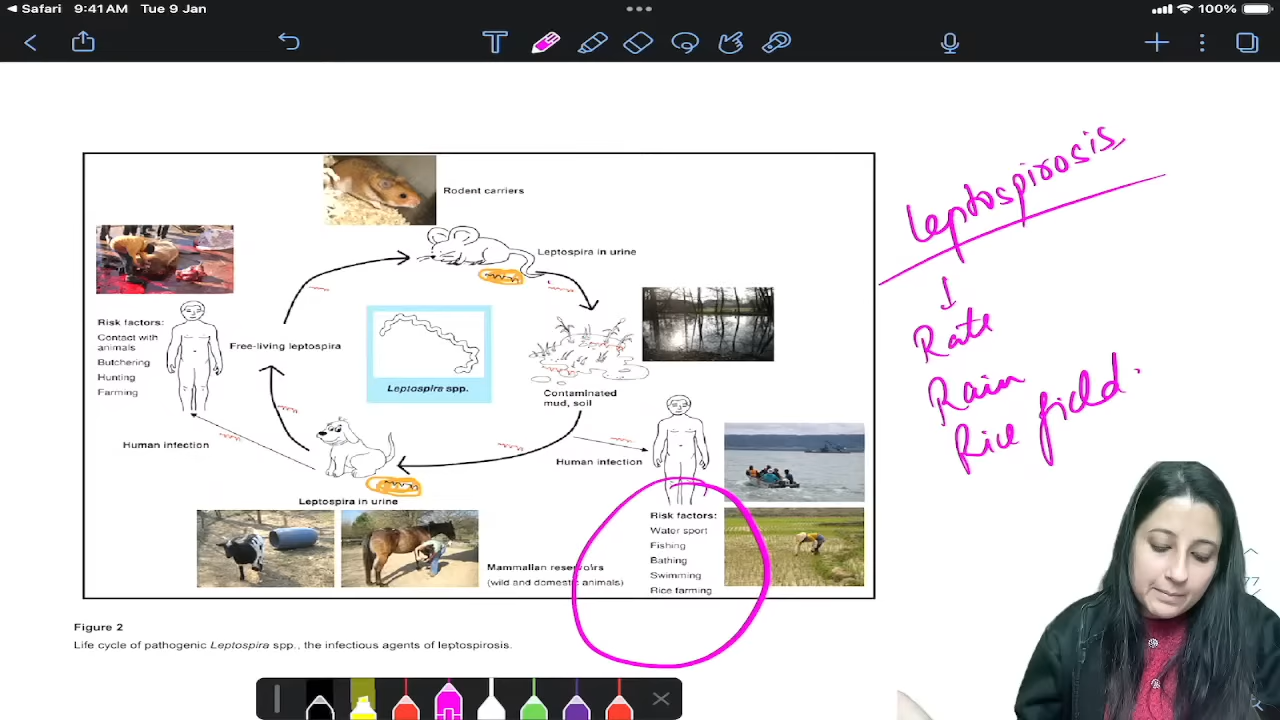 Safari 9:41 AM Tue 9 Jan
100%
T
Rodent carriers
Leptospira in urine
Risk factors:
Contact with
animals
Butchering
Hunting
Farming
Free-living leptospira
Leptospira spp.
Contaminated
mud, soil
Human infection
Human infection
Leptospira in urine
Mammalian reservoirs
(wild and domestic animals)
Risk factors:
Water sport
Fishing
Bathing
Swimming
Rice farming
Figure 2
Life cycle of pathogenic Leptospira spp., the infectious agents of leptospirosis.
Leptospirosis
Rats
Rain
Rice field.
77